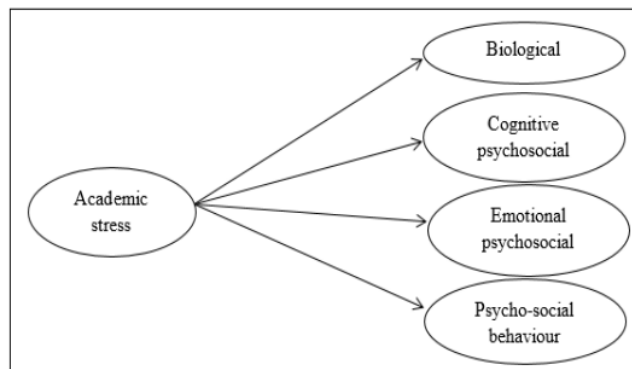 Biological
Cognitive
psychosocial
Academic
stress
Emotional
psychosocial
Psycho-social
behaviour